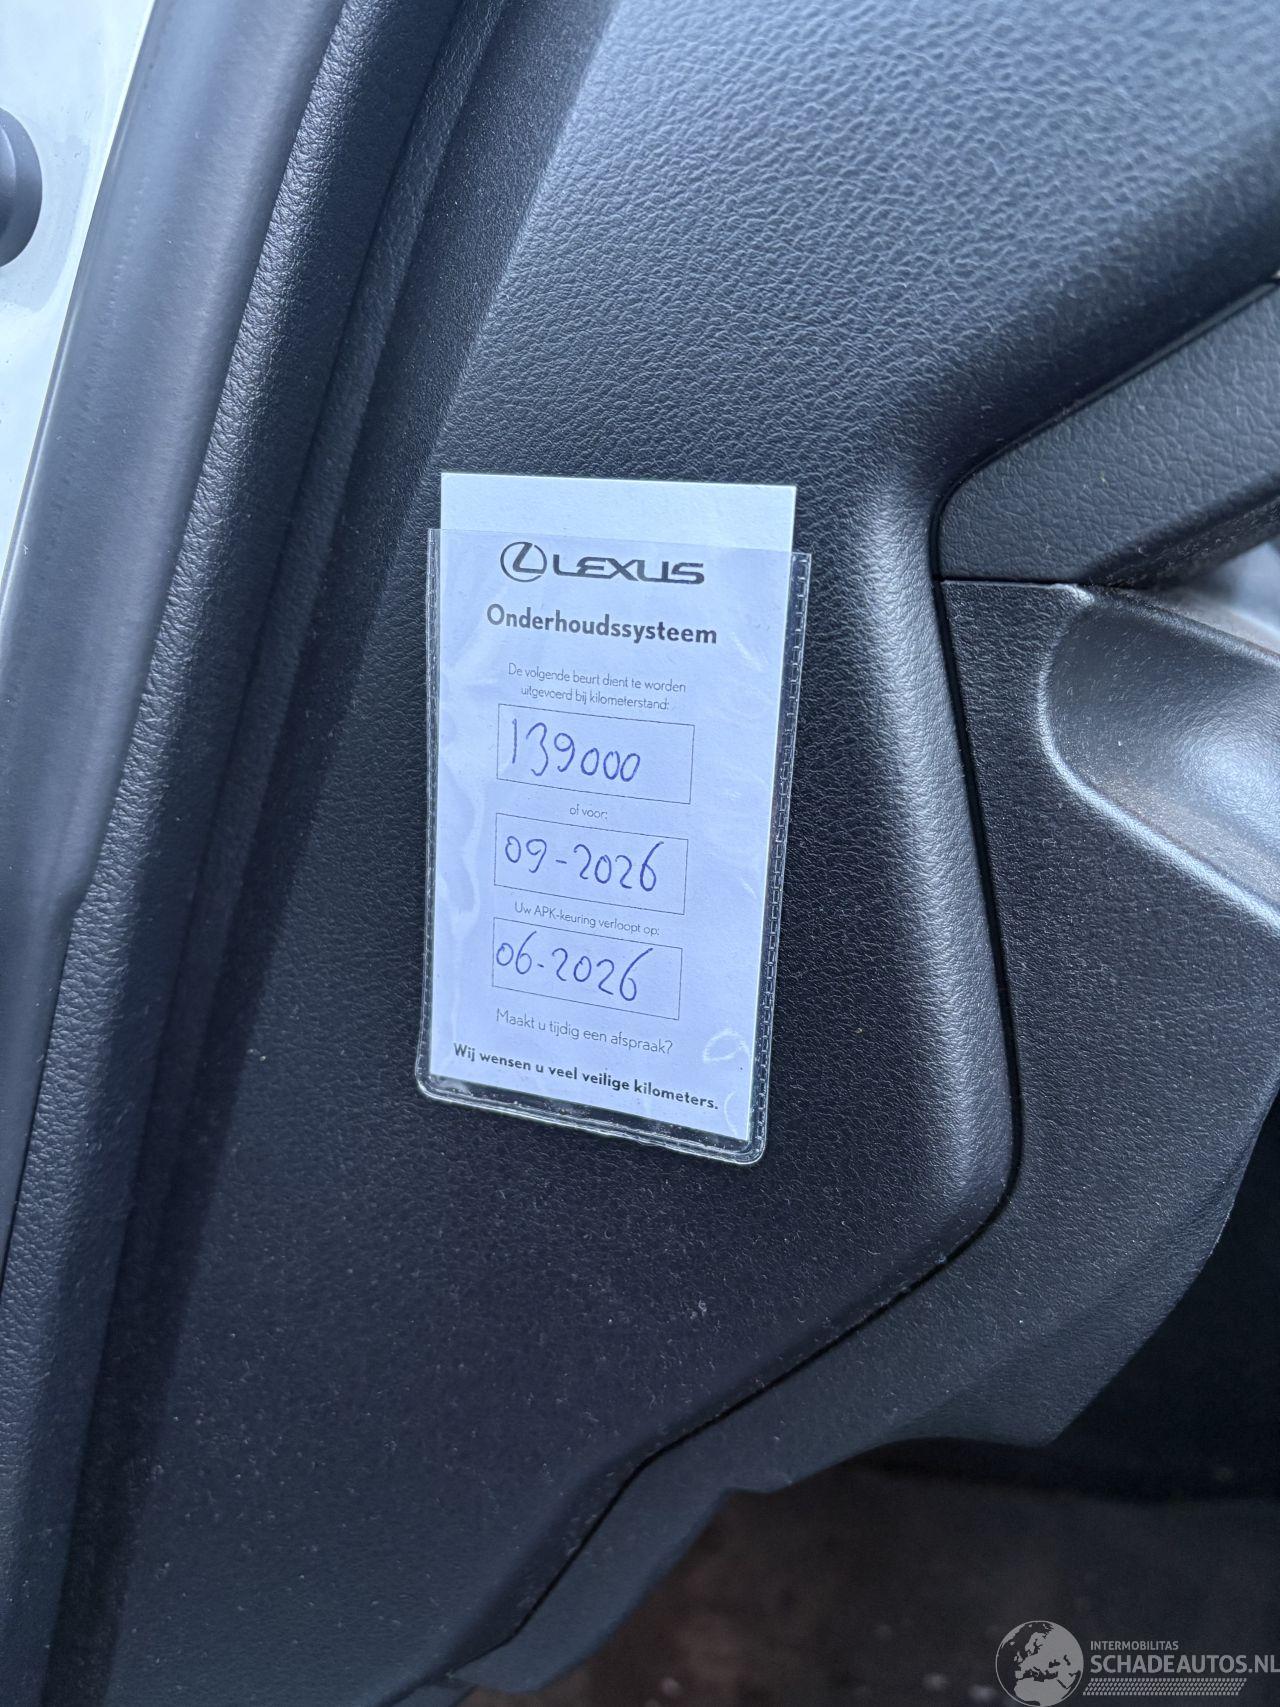 LEXUS
Onderhoudssysteem
De volgende beurt dient te worden
uitgevoerd bij kilometerstand:
139000
of voor:
09-2026
Uw APK-keuring verloopt op:
06-2026
Maakt u tijdig een afspraak?
Wij wensen u veel veilige kilometers.
INTERMOBILITAS
SCHADEAUTOS.NL